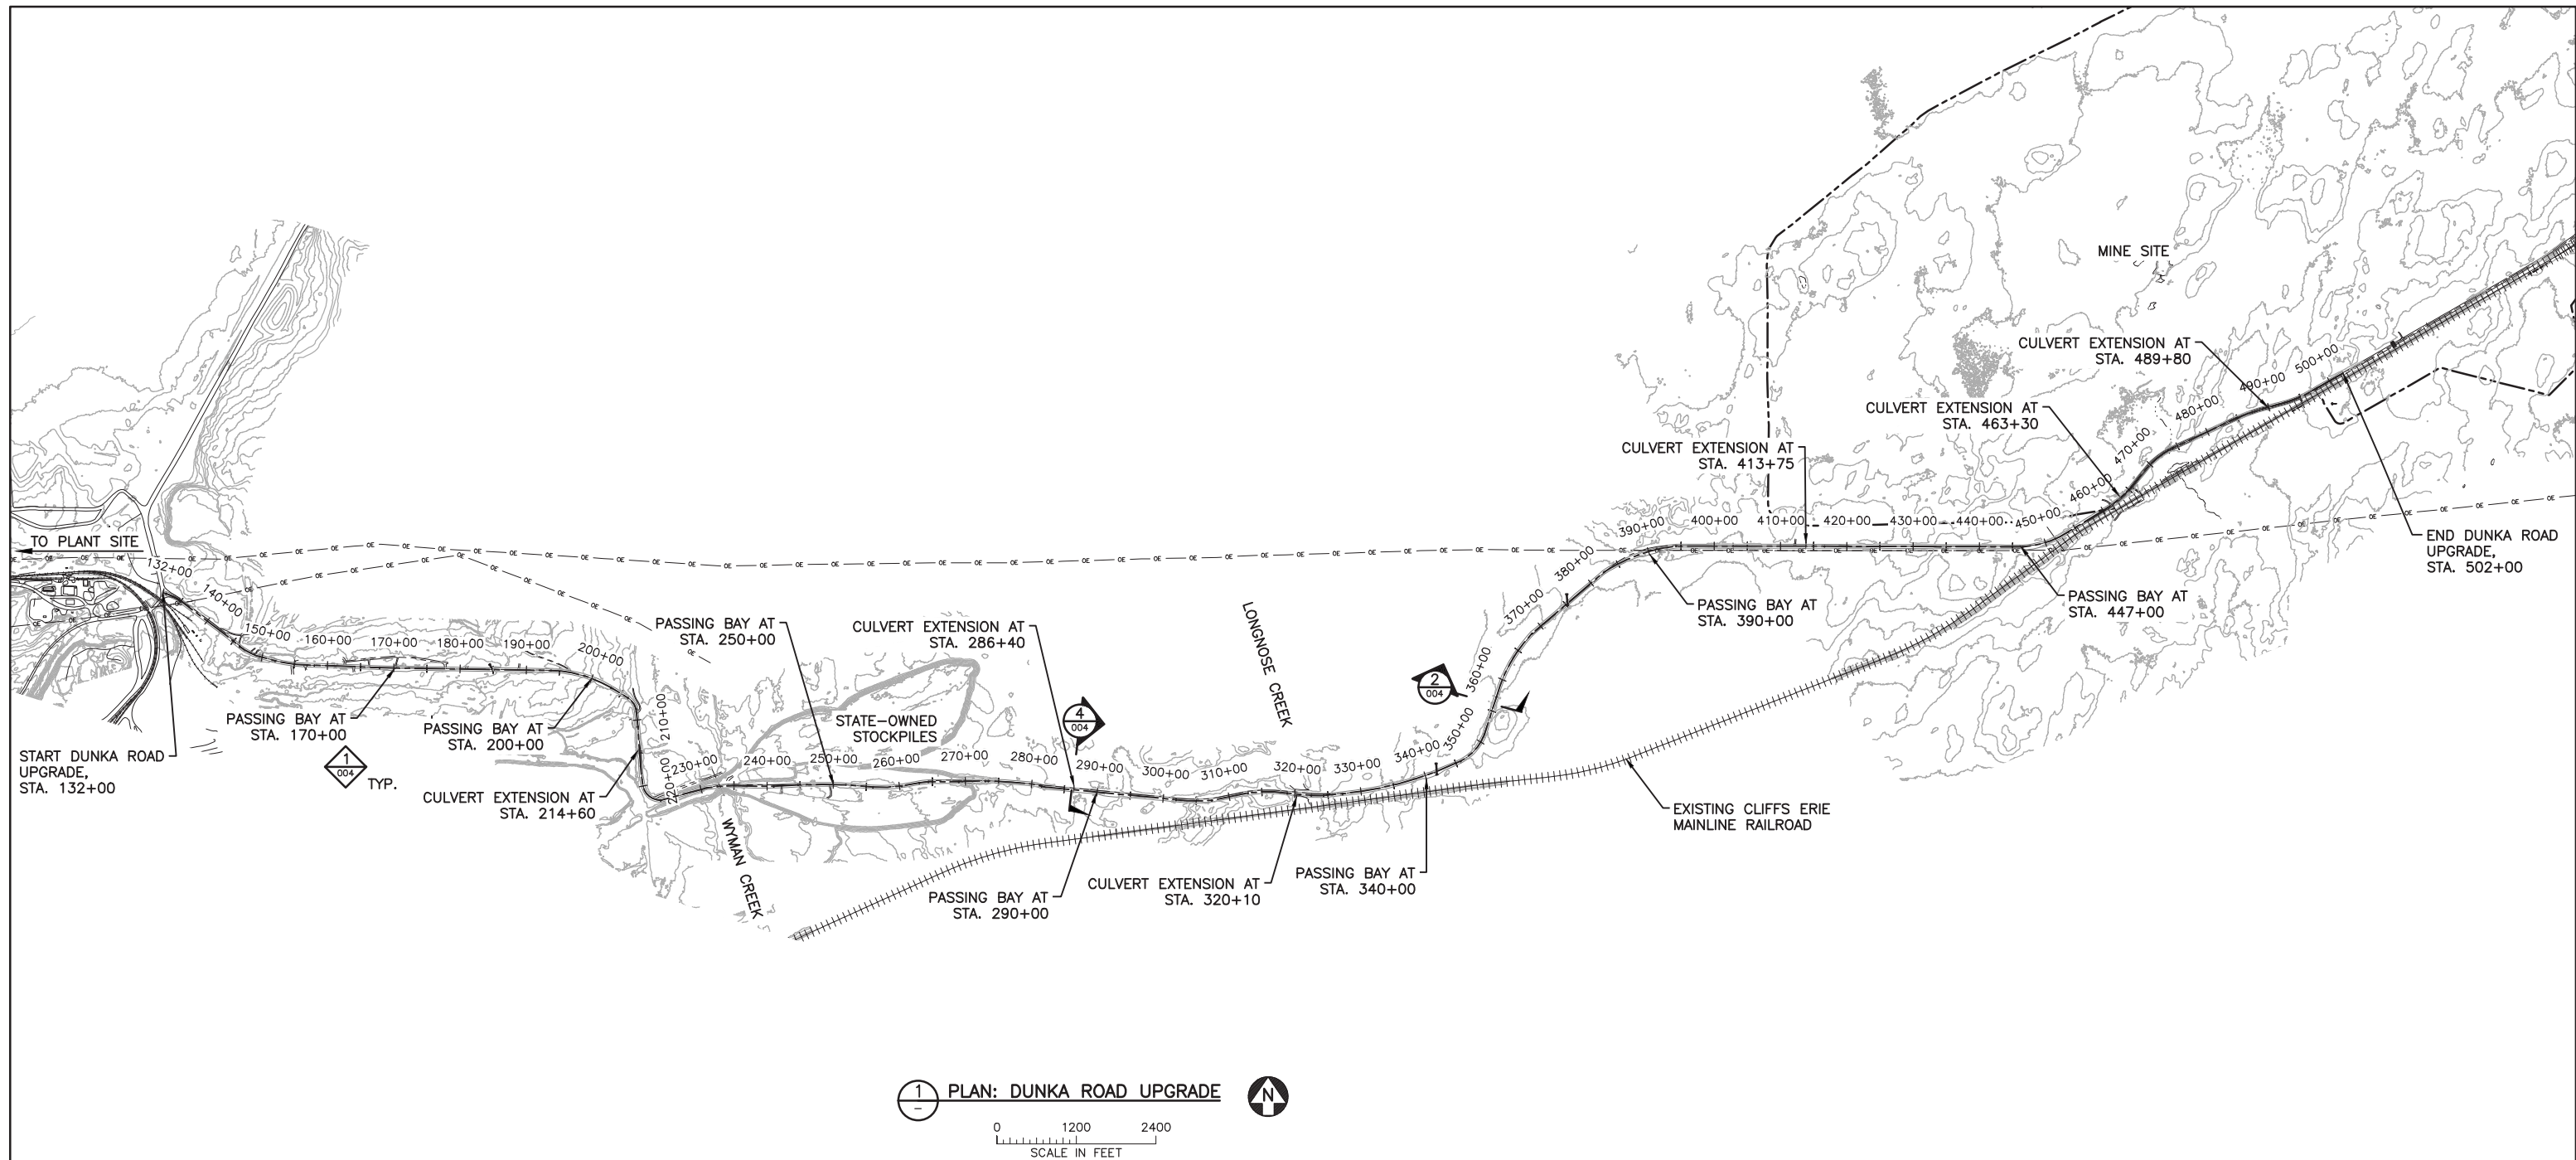 MINE SITE
CULVERT EXTENSION AT
STA. 489+80
CULVERT EXTENSION AT
STA. 463+30
CULVERT EXTENSION AT
STA. 413+75
500+00
490+00
480+00
470+00
460+00
450+00
440+00
430+00
420+00
410+00
400+00
390+00
380+00
370+00
360+00
350+00
340+00
330+00
320+00
310+00
300+00
290+00
280+00
270+00
260+00
250+00
240+00
230+00
220+00
210+00
200+00
190+00
180+00
170+00
160+00
150+00
140+00
132+00
TO PLANT SITE
OE
END DUNKA ROAD
UPGRADE,
STA. 502+00
PASSING BAY AT
STA. 447+00
PASSING BAY AT
STA. 390+00
LONGNOSE CREEK
PASSING BAY AT
STA. 250+00
CULVERT EXTENSION AT
STA. 286+40
2
004
4
004
STATE-OWNED
STOCKPILES
PASSING BAY AT
STA. 170+00
PASSING BAY AT
STA. 200+00
START DUNKA ROAD
UPGRADE,
STA. 132+00
1
004
TYP.
CULVERT EXTENSION AT
STA. 214+60
WYMAN CREEK
EXISTING CLIFFS ERIE
MAINLINE RAILROAD
PASSING BAY AT
STA. 290+00
CULVERT EXTENSION AT
STA. 320+10
PASSING BAY AT
STA. 340+00
1
–
PLAN: DUNKA ROAD UPGRADE
N
0 1200 2400
SCALE IN FEET